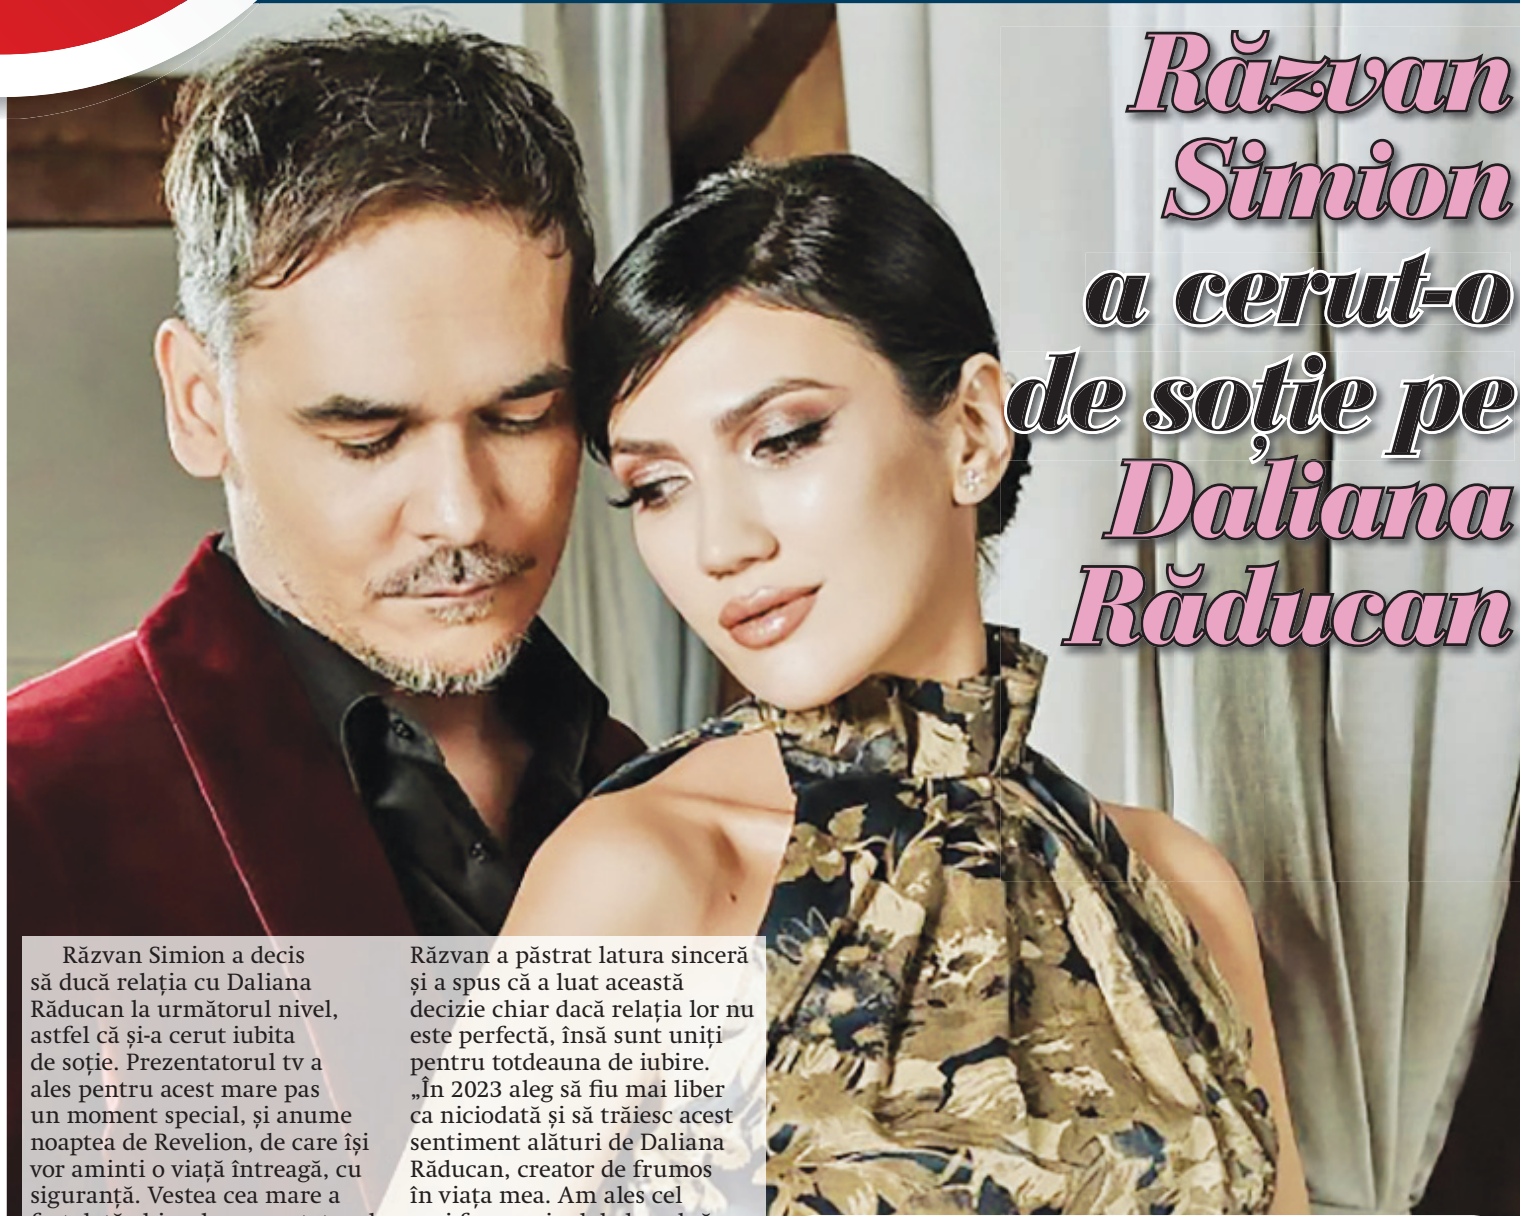 Răzvan
Simion
a cerut-o
de soție pe
Daliana
Răducan
Răzvan Simion a decis
să ducă relația cu Daliana
Răducan la următorul nivel,
astfel că și-a cerut iubita
de soție. Prezentatorul tv a
ales pentru acest mare pas
un moment special, și anume
noaptea de Revelion, de care își
vor aminti o viață întreagă, cu
siguranță. Vestea cea mare a
Răzvan a păstrat latura sinceră
și a spus că a luat această
decizie chiar dacă relația lor nu
este perfectă, însă sunt uniți
pentru totdeauna de iubire.
„În 2023 aleg să fiu mai liber
ca niciodată și să trăiesc acest
sentiment alături de Daliana
Răducan, creator de frumos
în viața mea. Am ales cel